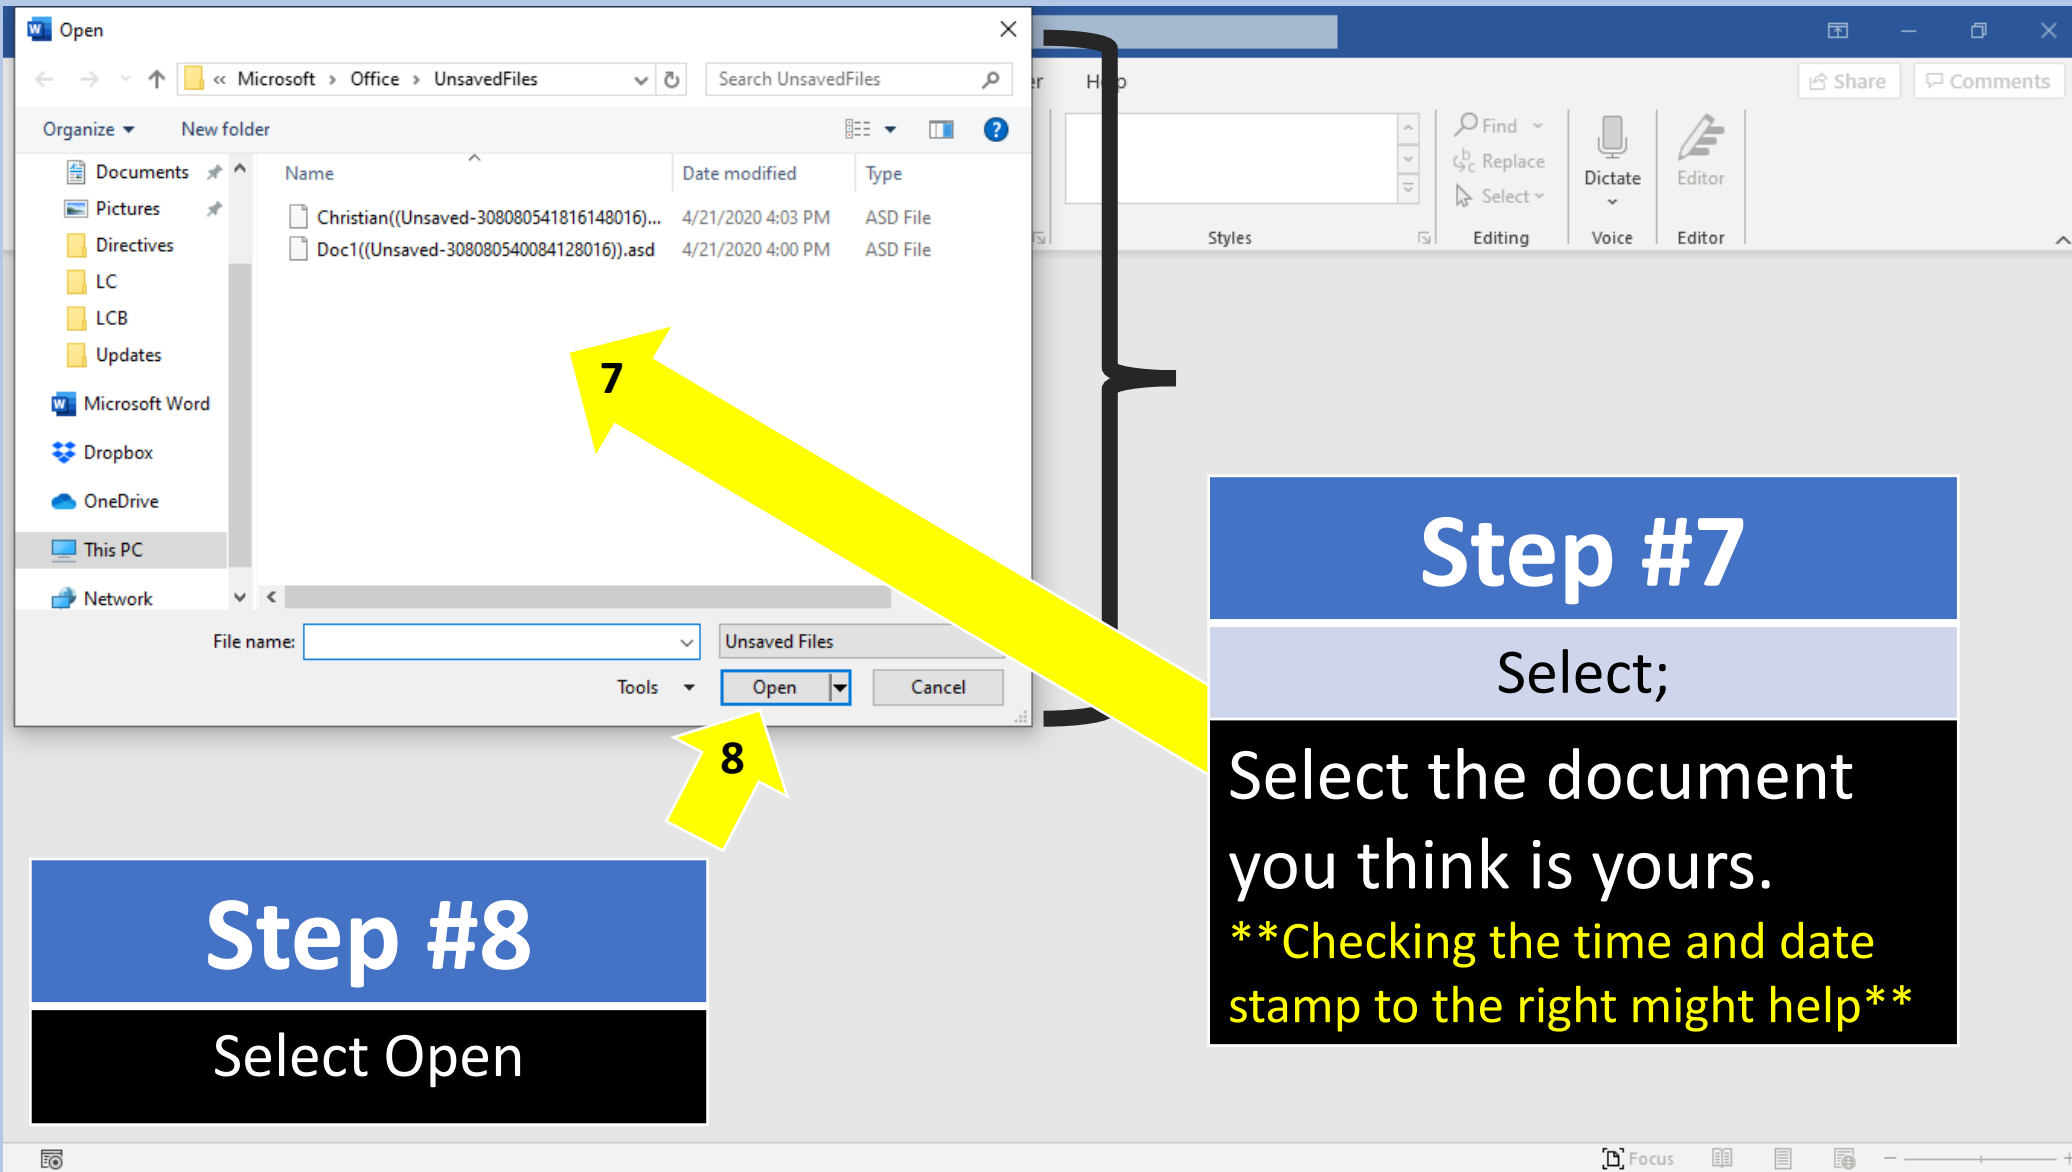 Open
« Microsoft › Office › UnsavedFiles
Search UnsavedFiles
Organize
New folder
Name
Date modified
Type
Christian((Unsaved-308080541816148016)...
4/21/2020 4:03 PM
ASD File
Doc1((Unsaved-308080540084128016)).asd
4/21/2020 4:00 PM
ASD File
Documents
Pictures
Directives
LC
LCB
Updates
Microsoft Word
Dropbox
OneDrive
This PC
Network
File name:
Unsaved Files
Tools
Open
Cancel
Share
Comments
Find
Replace
Select
Dictate
Editor
Styles
Editing
Voice
Editor
7
8
Step #7
Select;
Select the document
you think is yours.
**Checking the time and date
stamp to the right might help**
Step #8
Select Open
Focus